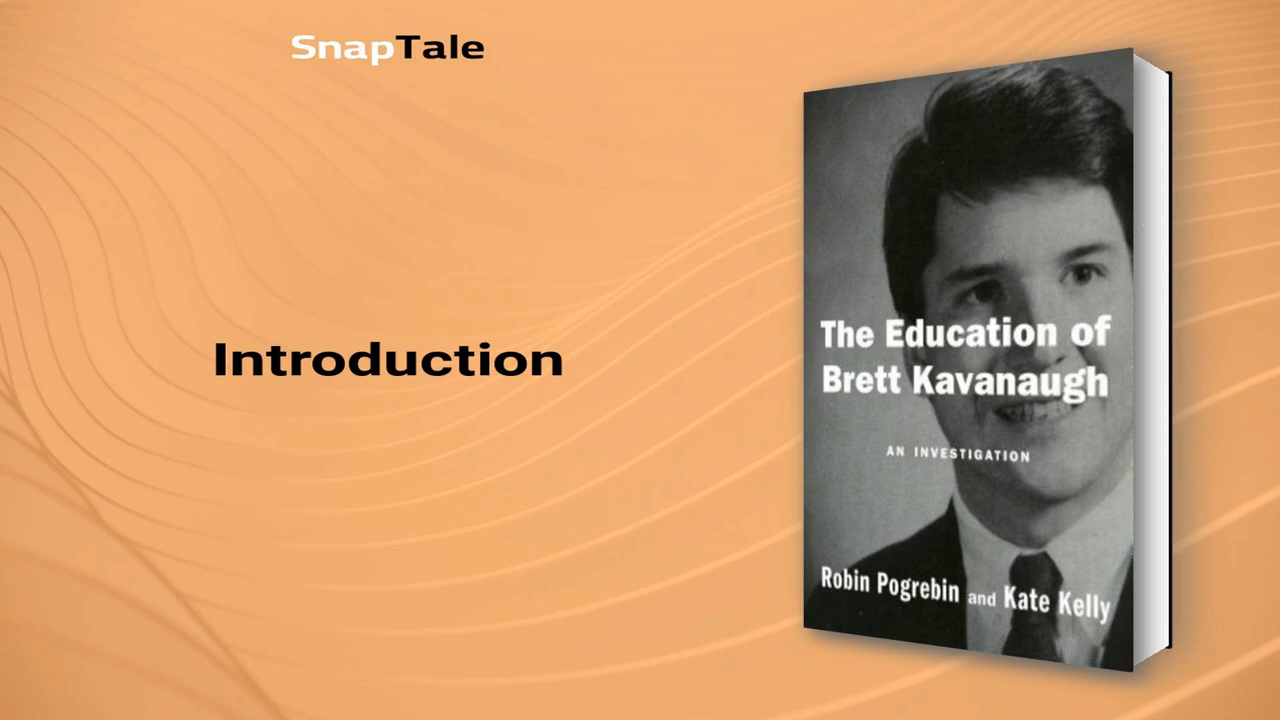 SnapTale
Introduction
The Education of
Brett Kavanaugh
AN INVESTIGATION
Robin Pogrebin and Kate Kelly